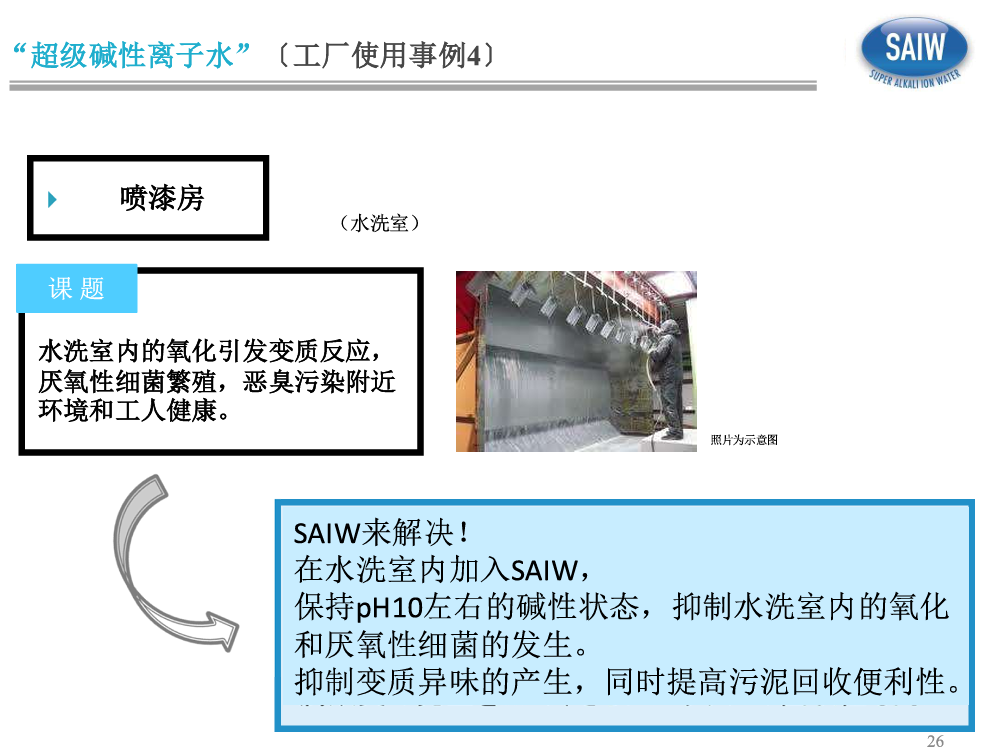 “超级碱性离子水”〔工厂使用事例4〕
SAIW
SUPER ALKALI ION WATER
喷漆房
（水洗室）
课 题
水洗室内的氧化引发变质反应，
厌氧性细菌繁殖，恶臭污染附近
环境和工人健康。
照片为示意图
SAIW来解决！
在水洗室内加入SAIW，
保持pH10左右的碱性状态，抑制水洗室内的氧化
和厌氧性细菌的发生。
抑制变质异味的产生，同时提高污泥回收便利性。
26